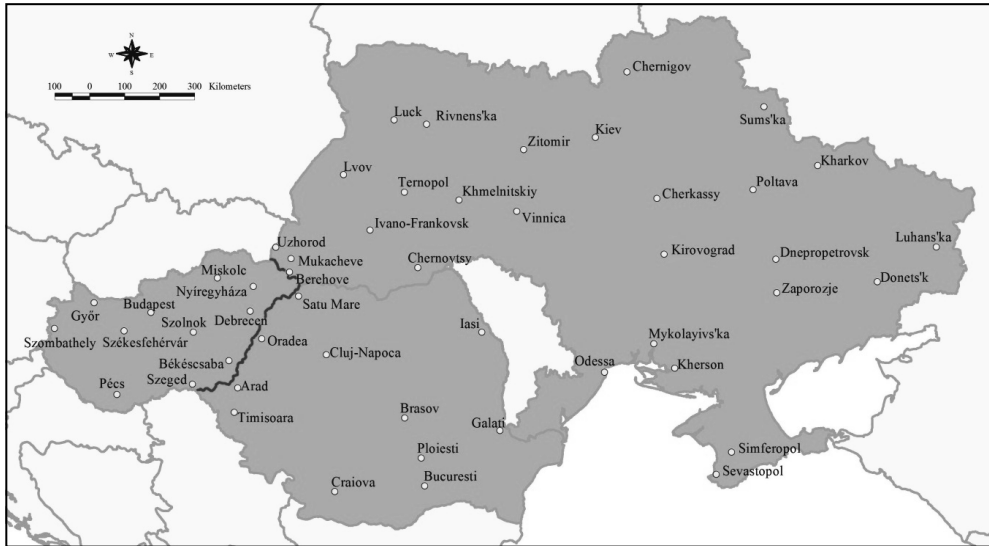 N
W E
S
100 0 100 200 300 Kilometers
Chernigov
Luck
Rivnens'ka
Sums'ka
Kiev
Zitomir
Kharkov
Lvov
Ternopol
Khmelnitskiy
Cherkassy
Poltava
Vinnica
Ivano-Frankovsk
Uzhorod
Mukacheve
Chernovtsy
Kirovograd
Dnepropetrovsk
Luhans'ka
Miskolc
Berehove
Donets'k
Nyíregyháza
Satu Mare
Zaporozje
Győr
Budapest
Szolnok
Debrecen
Iasi
Szombathely
Székesfehérvár
Oradea
Mykolayivs'ka
Békéscsaba
Cluj-Napoca
Odessa
Kherson
Pécs
Szeged
Arad
Timisoara
Brasov
Galati
Ploiesti
Simferopol
Sevastopol
Craiova
Bucuresti